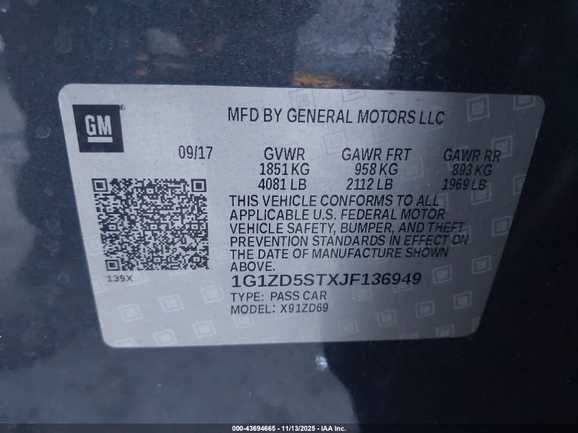 GM
MFD BY GENERAL MOTORS LLC
09/17
GVWR GAWR FRT GAWR RR
1851 KG 958 KG 893 KG
4081 LB 2112 LB 1969 LB
THIS VEHICLE CONFORMS TO ALL
APPLICABLE U.S. FEDERAL MOTOR
VEHICLE SAFETY, BUMPER, AND THEFT
PREVENTION STANDARDS IN EFFECT ON
THE DATE OF MANUFACTURE SHOWN
ABOVE.
139X
1G1ZD5STXJF136949
TYPE: PASS CAR
MODEL: X91ZD69
000-43694665 - 11/13/2025 - IAA Inc.